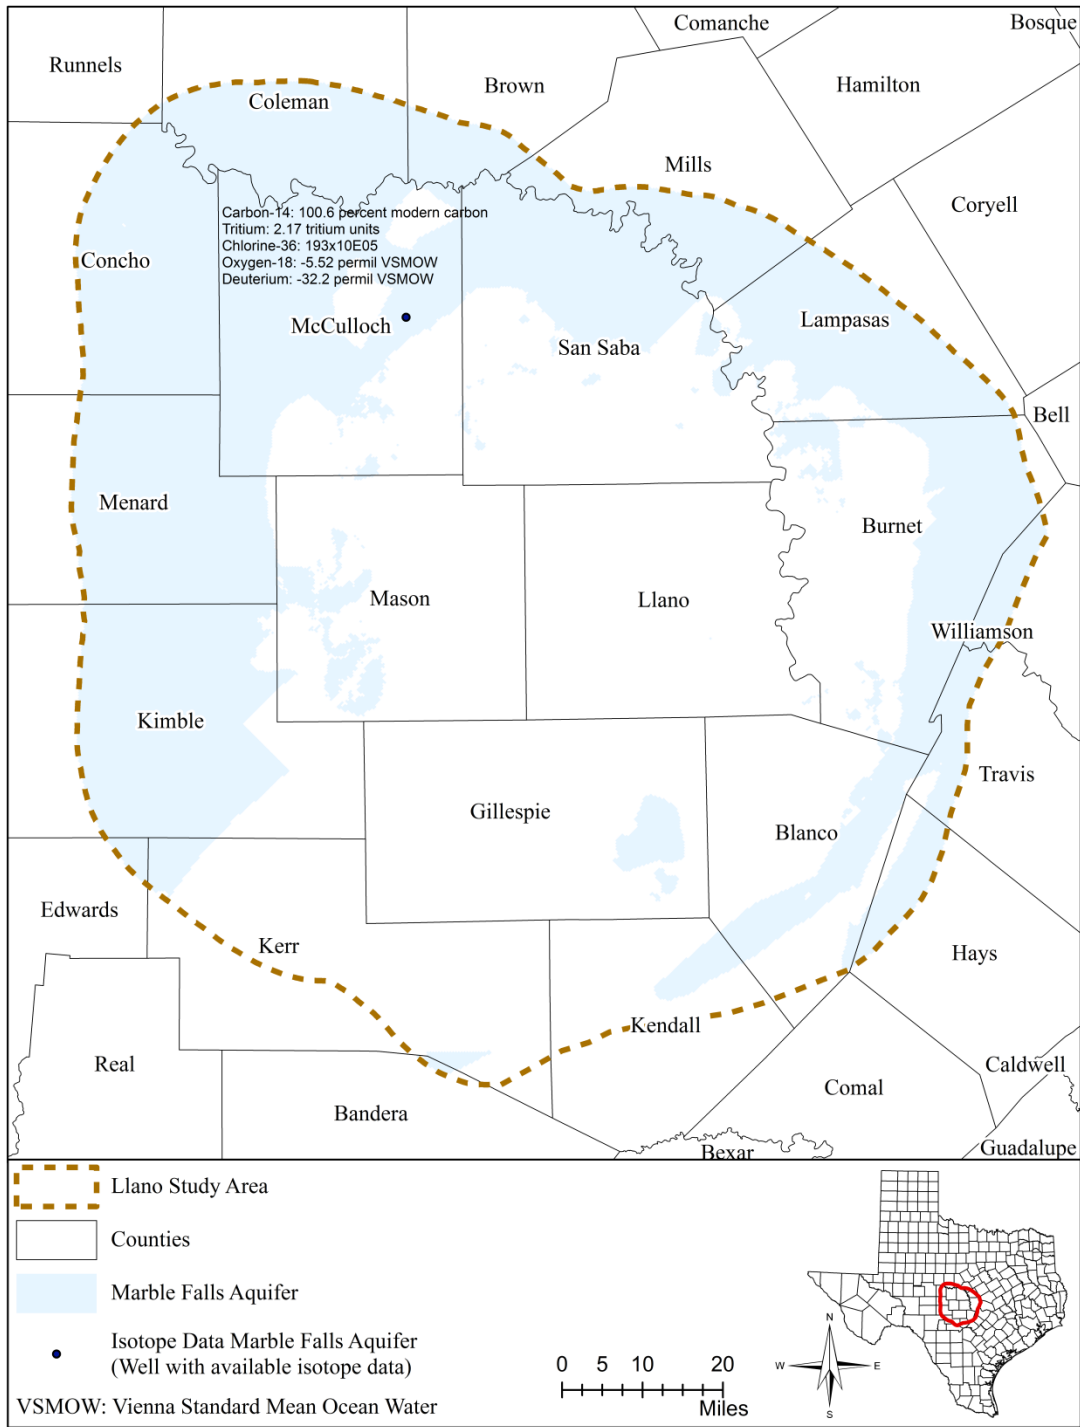 Comanche
Bosque
Runnels
Brown
Hamilton
Coleman
Mills
Coryell
Carbon-14: 100.6 percent modern carbon
Tritium: 2.17 tritium units
Chlorine-36: 193x10E05
Oxygen-18: -5.52 permil VSMOW
Deuterium: -32.2 permil VSMOW
Concho
McCulloch
San Saba
Lampasas
Bell
Menard
Burnet
Mason
Llano
Williamson
Kimble
Travis
Gillespie
Blanco
Edwards
Kerr
Hays
Kendall
Real
Caldwell
Comal
Bandera
Bexar
Guadalupe
Llano Study Area
Counties
Marble Falls Aquifer
Isotope Data Marble Falls Aquifer
(Well with available isotope data)
VSMOW: Vienna Standard Mean Ocean Water
0 5 10 20
Miles
N
W E
S